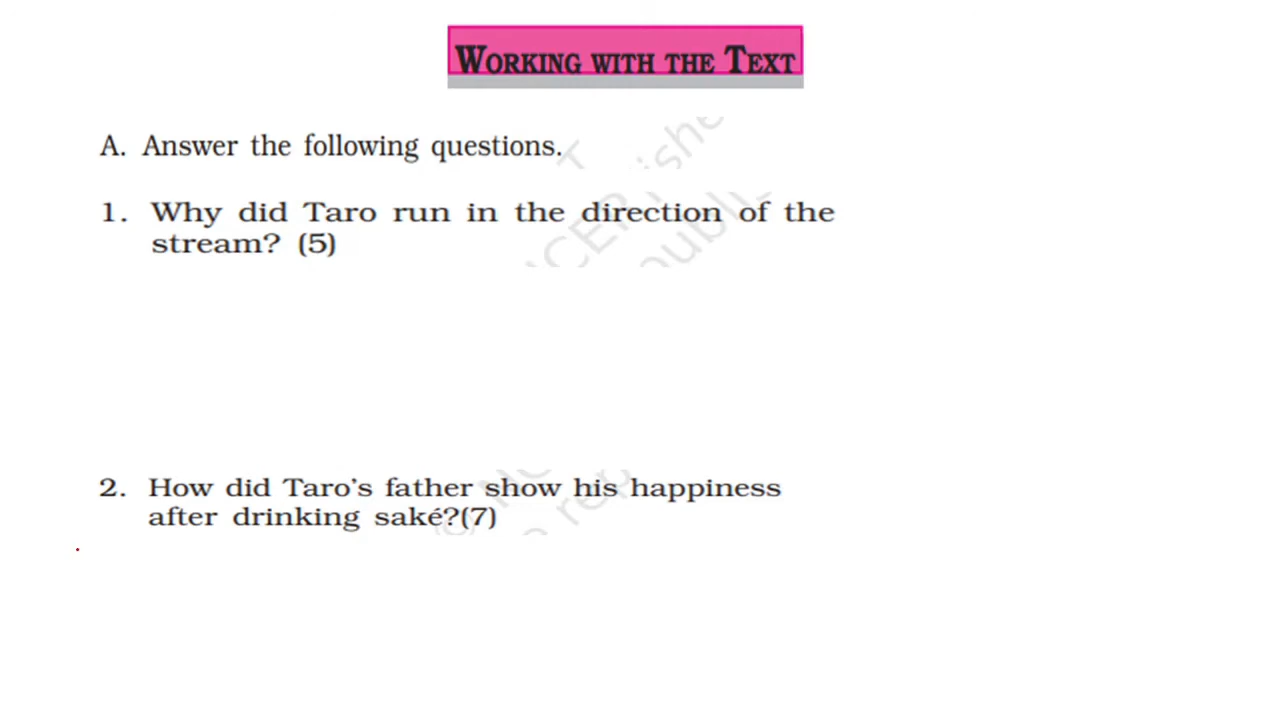 WORKING WITH THE TEXT
A. Answer the following questions.
1. Why did Taro run in the direction of the
stream? (5)
2. How did Taro's father show his happiness
after drinking saké?(7)